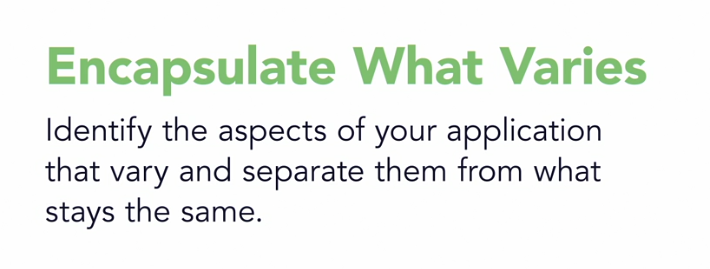 Encapsulate What Varies
Identify the aspects of your application
that vary and separate them from what
stays the same.